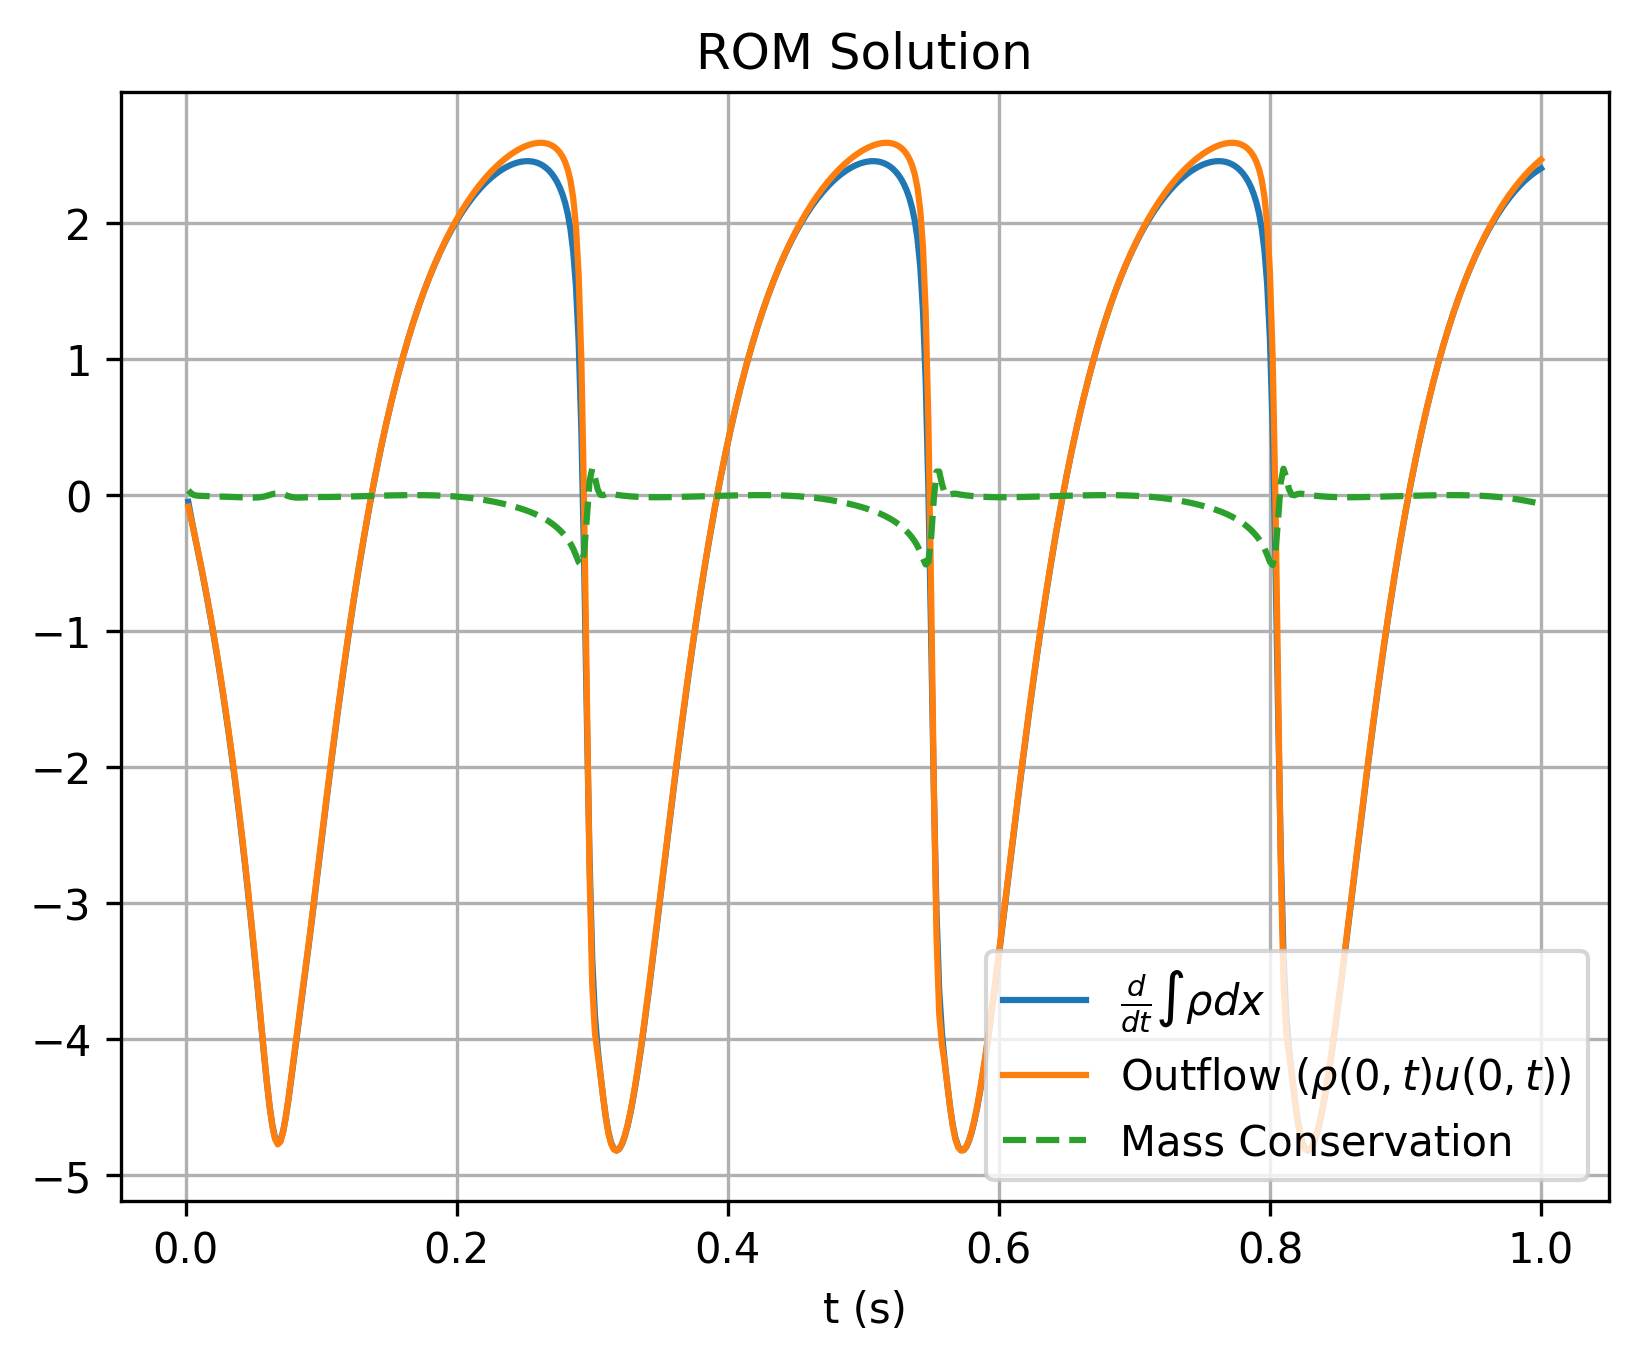 ROM Solution
2
1
0
−1
−2
−3
−4
−5
d/dt ∫ρdx
Outflow (ρ(0, t)u(0, t))
Mass Conservation
0.0 0.2 0.4 0.6 0.8 1.0
t (s)